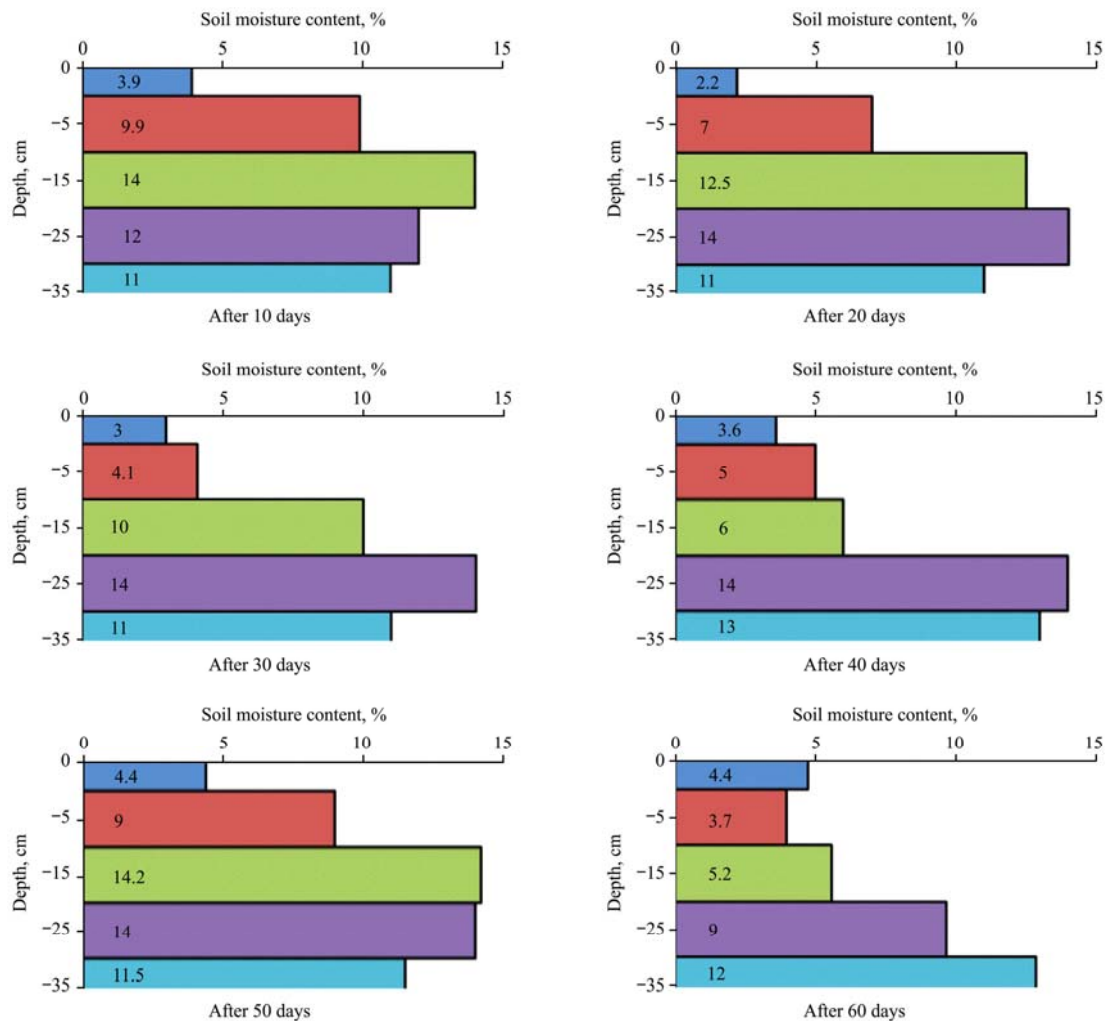 Soil moisture content, %
0 5 10 15
Depth, cm
0
3.9
−5
9.9
−15
14
−25
12
−35
11
After 10 days
Soil moisture content, %
0 5 10 15
Depth, cm
0
2.2
−5
7
−15
12.5
−25
14
−35
11
After 20 days
Soil moisture content, %
0 5 10 15
Depth, cm
0
3
−5
4.1
−15
10
−25
14
−35
11
After 30 days
Soil moisture content, %
0 5 10 15
Depth, cm
0
3.6
−5
5
−15
6
−25
14
−35
13
After 40 days
Soil moisture content, %
0 5 10 15
Depth, cm
0
4.4
−5
9
−15
14.2
−25
14
−35
11.5
After 50 days
Soil moisture content, %
0 5 10 15
Depth, cm
0
4.4
−5
3.7
−15
5.2
−25
9
−35
12
After 60 days